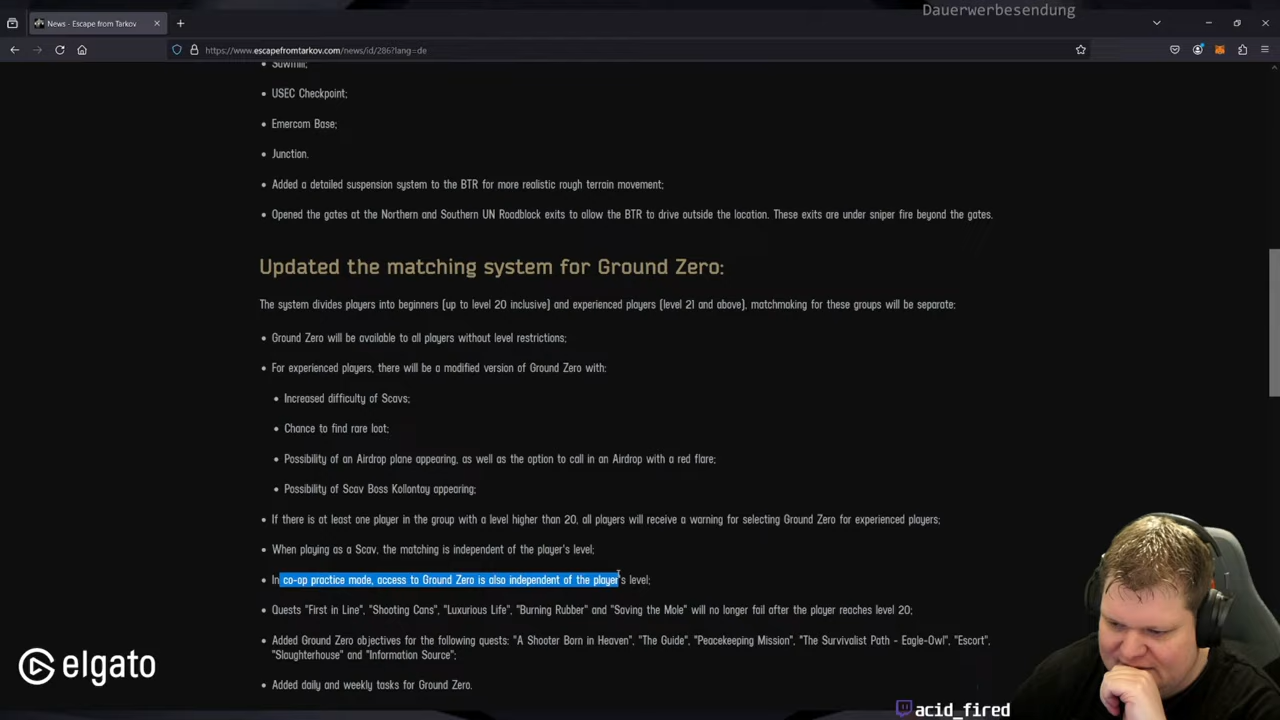 Dauerwerbesendung
News - Escape from Tarkov
https://www.escapefromtarkov.com/news/id/286?lang=de
Sawmill;
USEC Checkpoint;
Emercom Base;
Junction.
Added a detailed suspension system to the BTR for more realistic rough terrain movement;
Opened the gates at the Northern and Southern UN Roadblock exits to allow the BTR to drive outside the location. These exits are under sniper fire beyond the gates.
Updated the matching system for Ground Zero:
The system divides players into beginners (up to level 20 inclusive) and experienced players (level 21 and above), matchmaking for these groups will be separate:
Ground Zero will be available to all players without level restrictions;
For experienced players, there will be a modified version of Ground Zero with:
Increased difficulty of Scavs;
Chance to find rare loot;
Possibility of an Airdrop plane appearing, as well as the option to call in an Airdrop with a red flare;
Possibility of Scav Boss Kollontay appearing;
If there is at least one player in the group with a level higher than 20, all players will receive a warning for selecting Ground Zero for experienced players;
When playing as a Scav, the matching is independent of the player's level;
In co-op practice mode, access to Ground Zero is also independent of the player's level;
Quests "First in Line", "Shooting Cans", "Luxurious Life", "Burning Rubber" and "Saving the Mole" will no longer fail after the player reaches level 20;
Added Ground Zero objectives for the following quests: "A Shooter Born in Heaven", "The Guide", "Peacekeeping Mission", "The Survivalist Path - Eagle-Owl", "Escort",
"Slaughterhouse" and "Information Source";
Added daily and weekly tasks for Ground Zero.
elgato
acid_fired